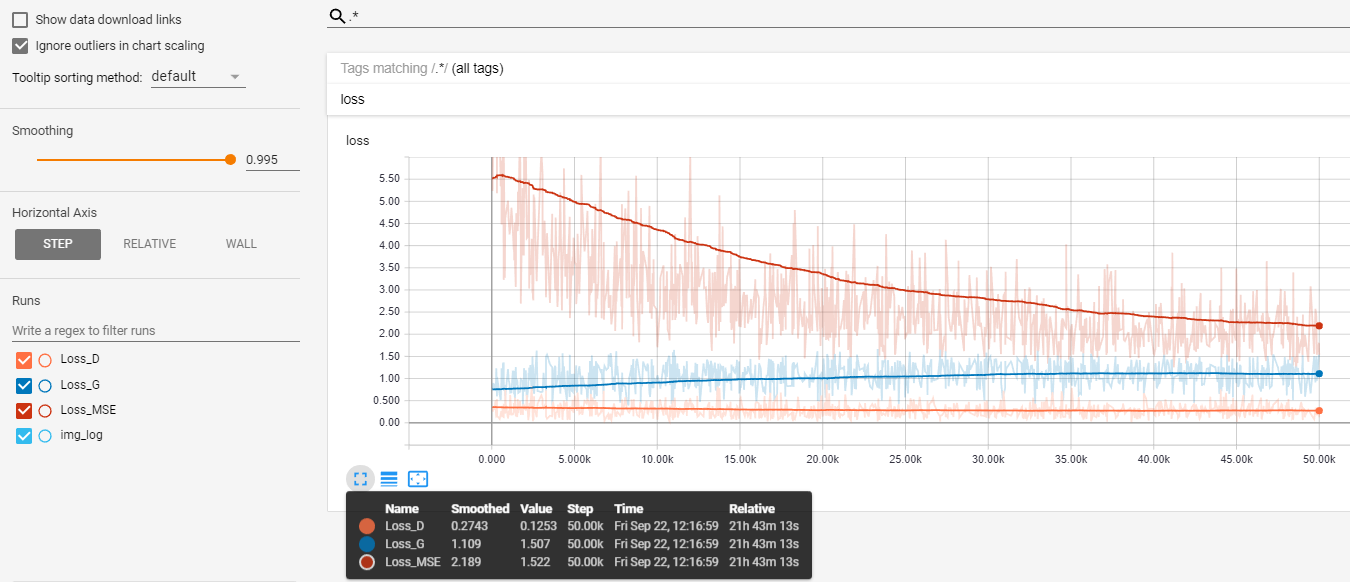 Show data download links
Ignore outliers in chart scaling
Tooltip sorting method: default
Smoothing
0.995
Horizontal Axis
STEP RELATIVE WALL
Runs
Write a regex to filter runs
Loss_D
Loss_G
Loss_MSE
img_log
.*
Tags matching /.*/ (all tags)
loss
loss
5.50
5.00
4.50
4.00
3.50
3.00
2.50
2.00
1.50
1.00
0.500
0.00
0.000 5.000k 10.00k 15.00k 20.00k 25.00k 30.00k 35.00k 40.00k 45.00k 50.00k
Name Smoothed Value Step Time Relative
Loss_D 0.2743 0.1253 50.00k Fri Sep 22, 12:16:59 21h 43m 13s
Loss_G 1.109 1.507 50.00k Fri Sep 22, 12:16:59 21h 43m 13s
Loss_MSE 2.189 1.522 50.00k Fri Sep 22, 12:16:59 21h 43m 13s